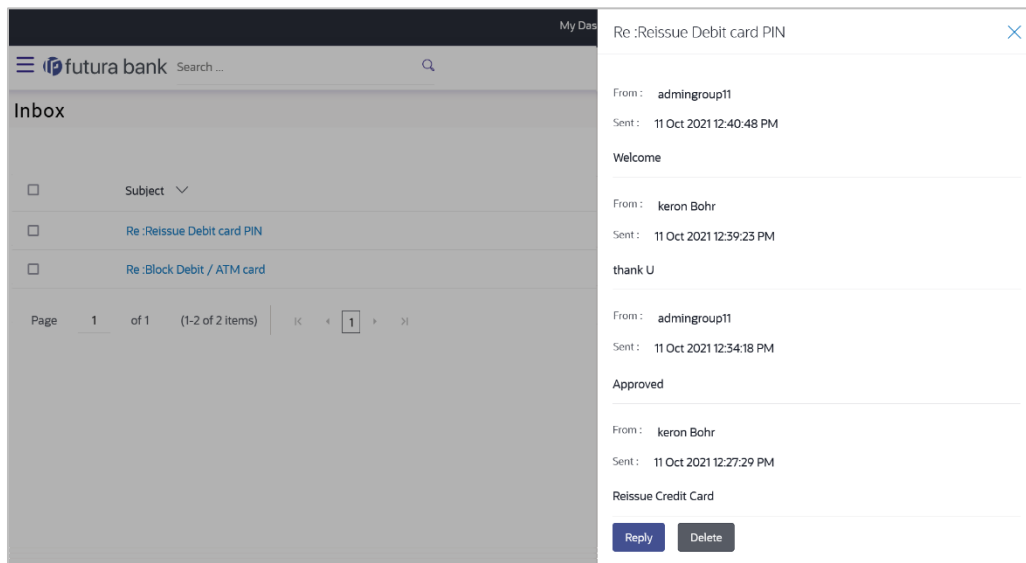 My Das
futura bank Search ...
Inbox
Subject
Re :Reissue Debit card PIN
Re :Block Debit / ATM card
Page 1 of 1 (1-2 of 2 items) 1
Re :Reissue Debit card PIN
From : admingroup11
Sent : 11 Oct 2021 12:40:48 PM
Welcome
From : keron Bohr
Sent : 11 Oct 2021 12:39:23 PM
thank U
From : admingroup11
Sent : 11 Oct 2021 12:34:18 PM
Approved
From : keron Bohr
Sent : 11 Oct 2021 12:27:29 PM
Reissue Credit Card
Reply Delete